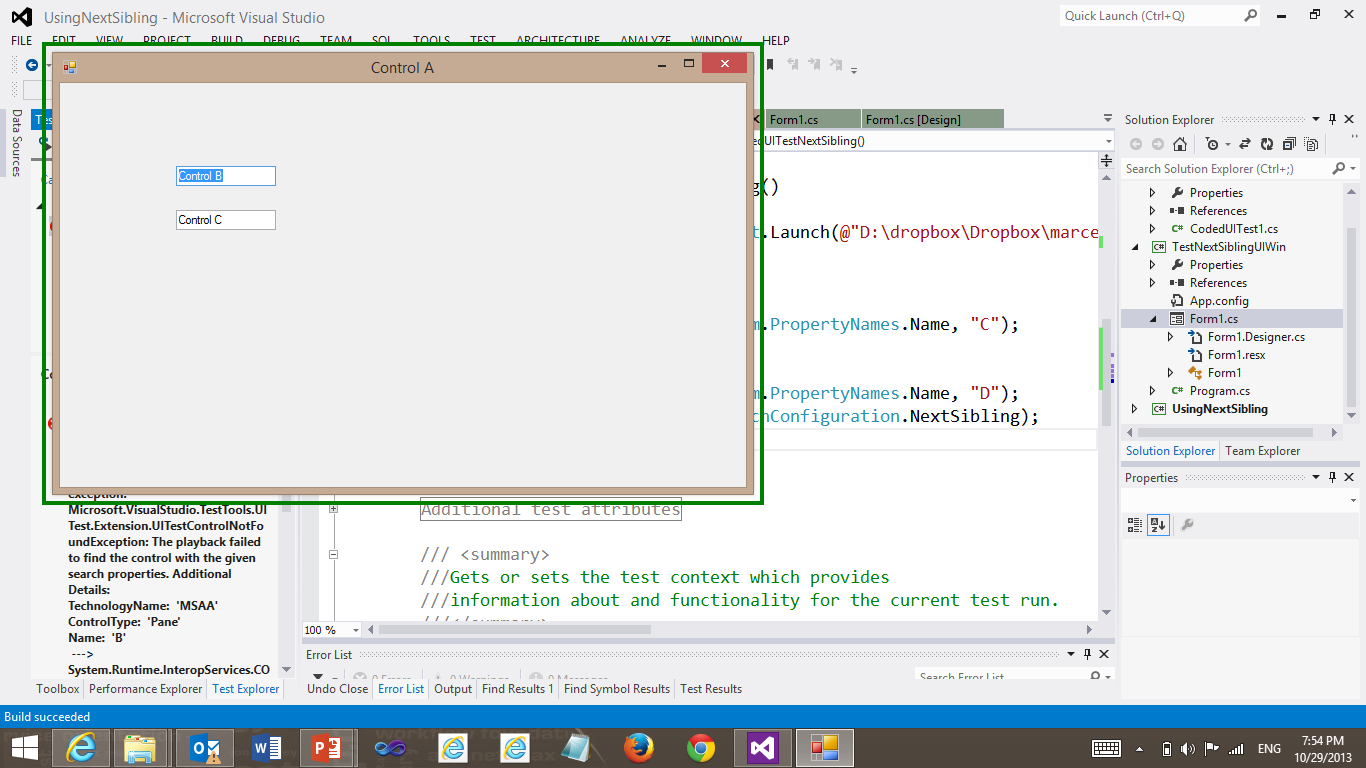 UsingNextSibling - Microsoft Visual Studio
Quick Launch (Ctrl+Q)
FILE EDIT VIEW PROJECT BUILD DEBUG TEAM SQL TOOLS TEST ARCHITECTURE ANALYZE WINDOW HELP
Control A
Control B
Control C
Data Sources
Form1.cs
Form1.cs [Design]
edUITestNextSibling()
g()
t.Launch(@"D:\dropbox\Dropbox\marce
m.PropertyNames.Name, "C");
m.PropertyNames.Name, "D");
chConfiguration.NextSibling);
Additional test attributes
/// <summary>
///Gets or sets the test context which provides
///information about and functionality for the current test run.
///</summary>
100 %
Exception:
Microsoft.VisualStudio.TestTools.UI
Test.Extension.UITestControlNotFo
undException: The playback failed
to find the control with the given
search properties. Additional
Details:
TechnologyName: 'MSAA'
ControlType: 'Pane'
Name: 'B'
--->
System.Runtime.InteropServices.CO
Toolbox Performance Explorer Test Explorer
Error List
0 Errors 0 Warnings 0 Messages
Search Error List
Undo Close Error List Output Find Results 1 Find Symbol Results Test Results
Solution Explorer
Search Solution Explorer (Ctrl+;)
Properties
References
CodedUITest1.cs
TestNextSiblingUIWin
Properties
References
App.config
Form1.cs
Form1.Designer.cs
Form1.resx
Form1
Program.cs
UsingNextSibling
Solution Explorer Team Explorer
Properties
Build succeeded
ENG
7:54 PM
10/29/2013